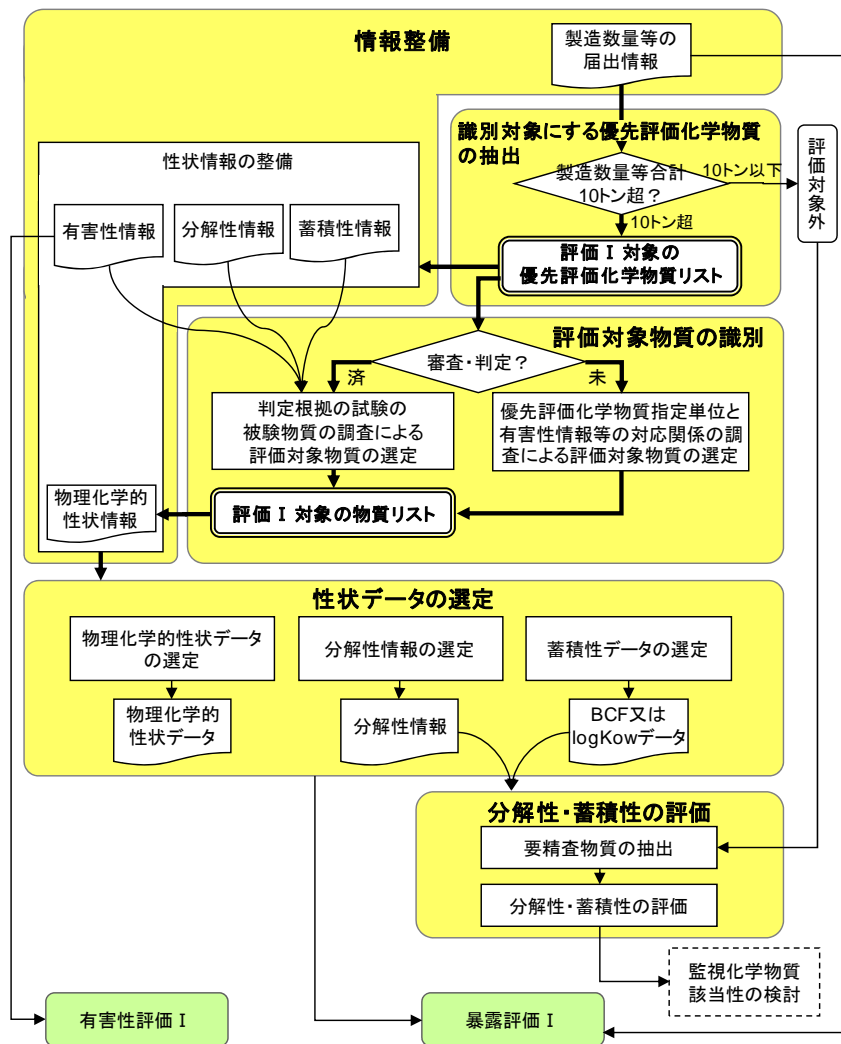 情報整備
製造数量等の
届出情報
識別対象にする優先評価化学物質
の抽出
製造数量等合計
10トン超？
10トン以下
評価対象外
10トン超
評価Ⅰ対象の
優先評価化学物質リスト
性状情報の整備
有害性情報
分解性情報
蓄積性情報
評価対象物質の識別
審査・判定？
済
未
判定根拠の試験の
被験物質の調査による
評価対象物質の選定
優先評価化学物質指定単位と
有害性情報等の対応関係の調
査による評価対象物質の選定
評価Ⅰ対象の物質リスト
物理化学的
性状情報
性状データの選定
物理化学的性状データ
の選定
分解性情報の選定
蓄積性データの選定
物理化学的
性状データ
分解性情報
BCF又は
logKowデータ
分解性・蓄積性の評価
要精査物質の抽出
分解性・蓄積性の評価
監視化学物質
該当性の検討
有害性評価Ⅰ
暴露評価Ⅰ